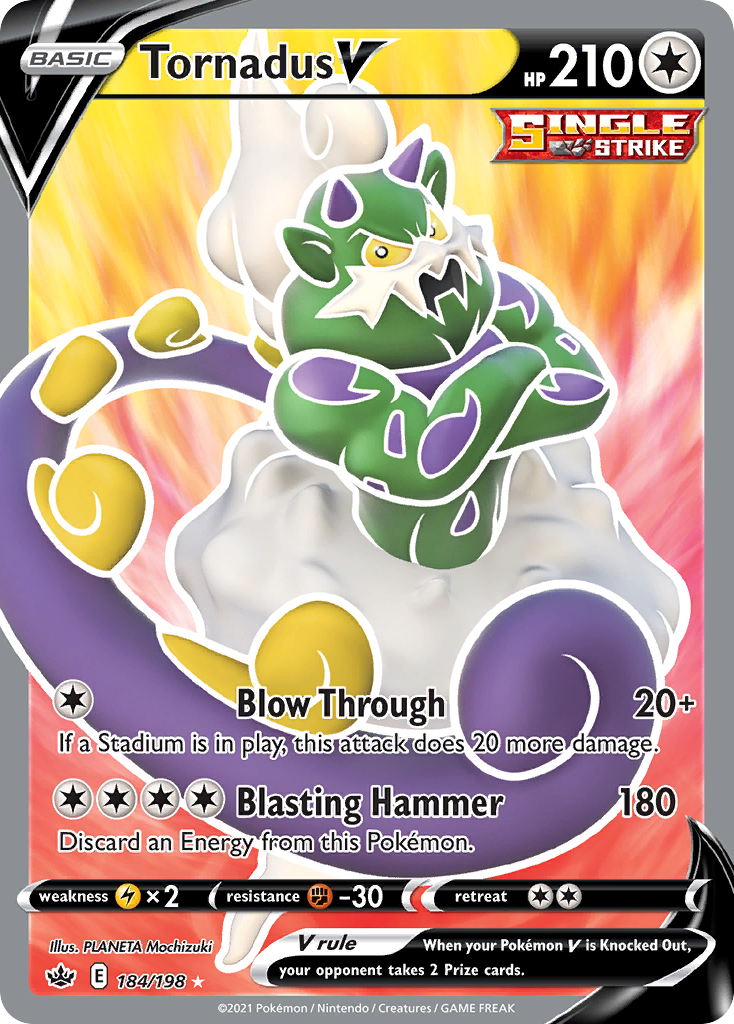 BASIC Tornadus V HP 210
SINGLE
STRIKE
Blow Through 20+
If a Stadium is in play, this attack does 20 more damage.
Blasting Hammer 180
Discard an Energy from this Pokémon.
weakness ×2 resistance -30 retreat
Illus. PLANETA Mochizuki
V rule When your Pokémon V is Knocked Out,
your opponent takes 2 Prize cards.
E 184/198
©2021 Pokémon / Nintendo / Creatures / GAME FREAK